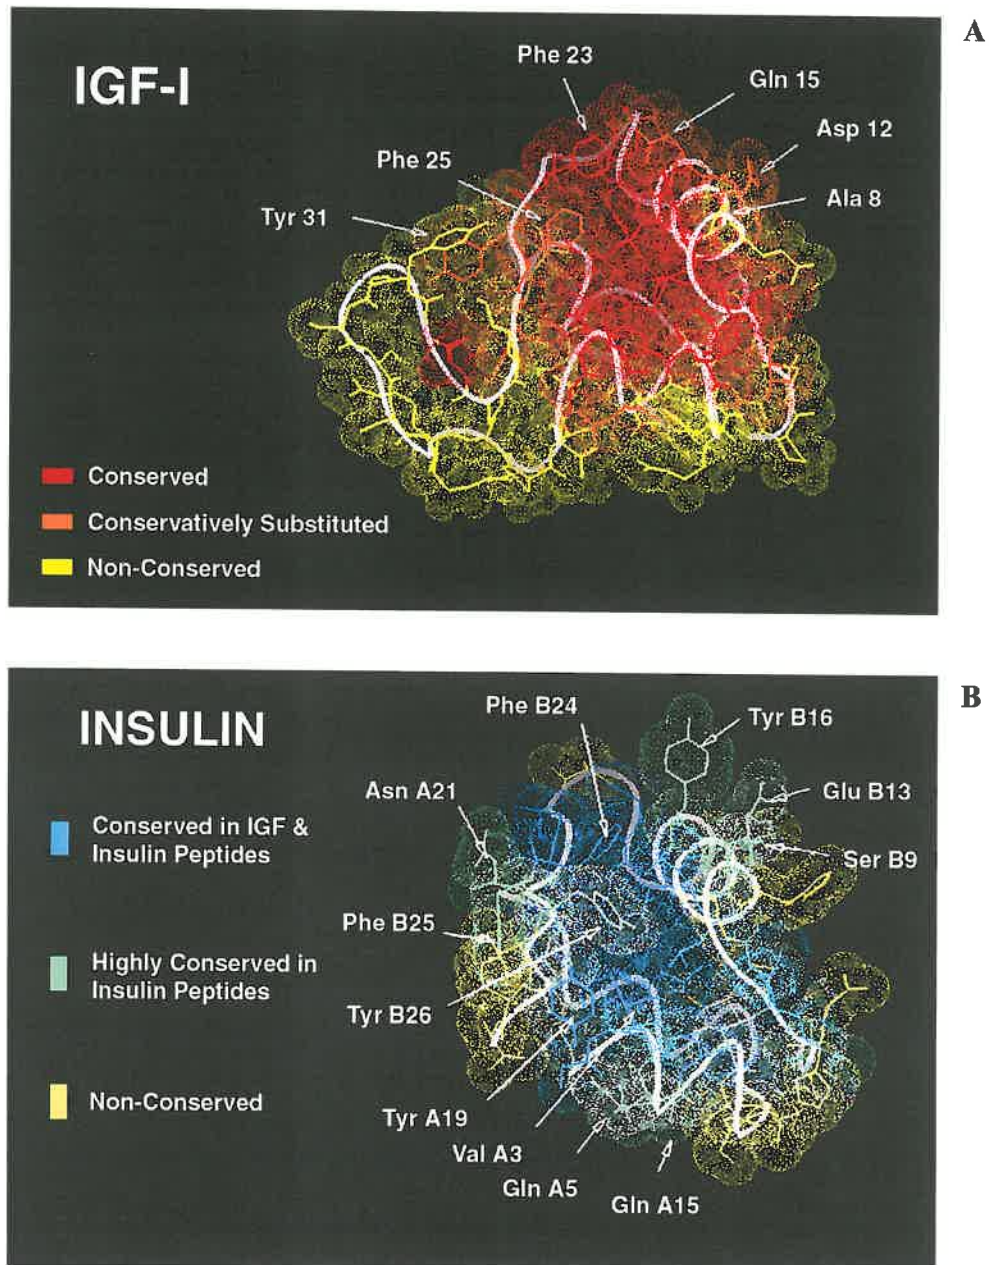 A
IGF-I
Phe 23
Gln 15
Asp 12
Phe 25
Ala 8
Tyr 31
Conserved
Conservatively Substituted
Non-Conserved
B
INSULIN
Phe B24
Tyr B16
Asn A21
Glu B13
Conserved in IGF &
Insulin Peptides
Ser B9
Phe B25
Highly Conserved in
Insulin Peptides
Tyr B26
Non-Conserved
Tyr A19
Val A3
Gln A5
Gln A15